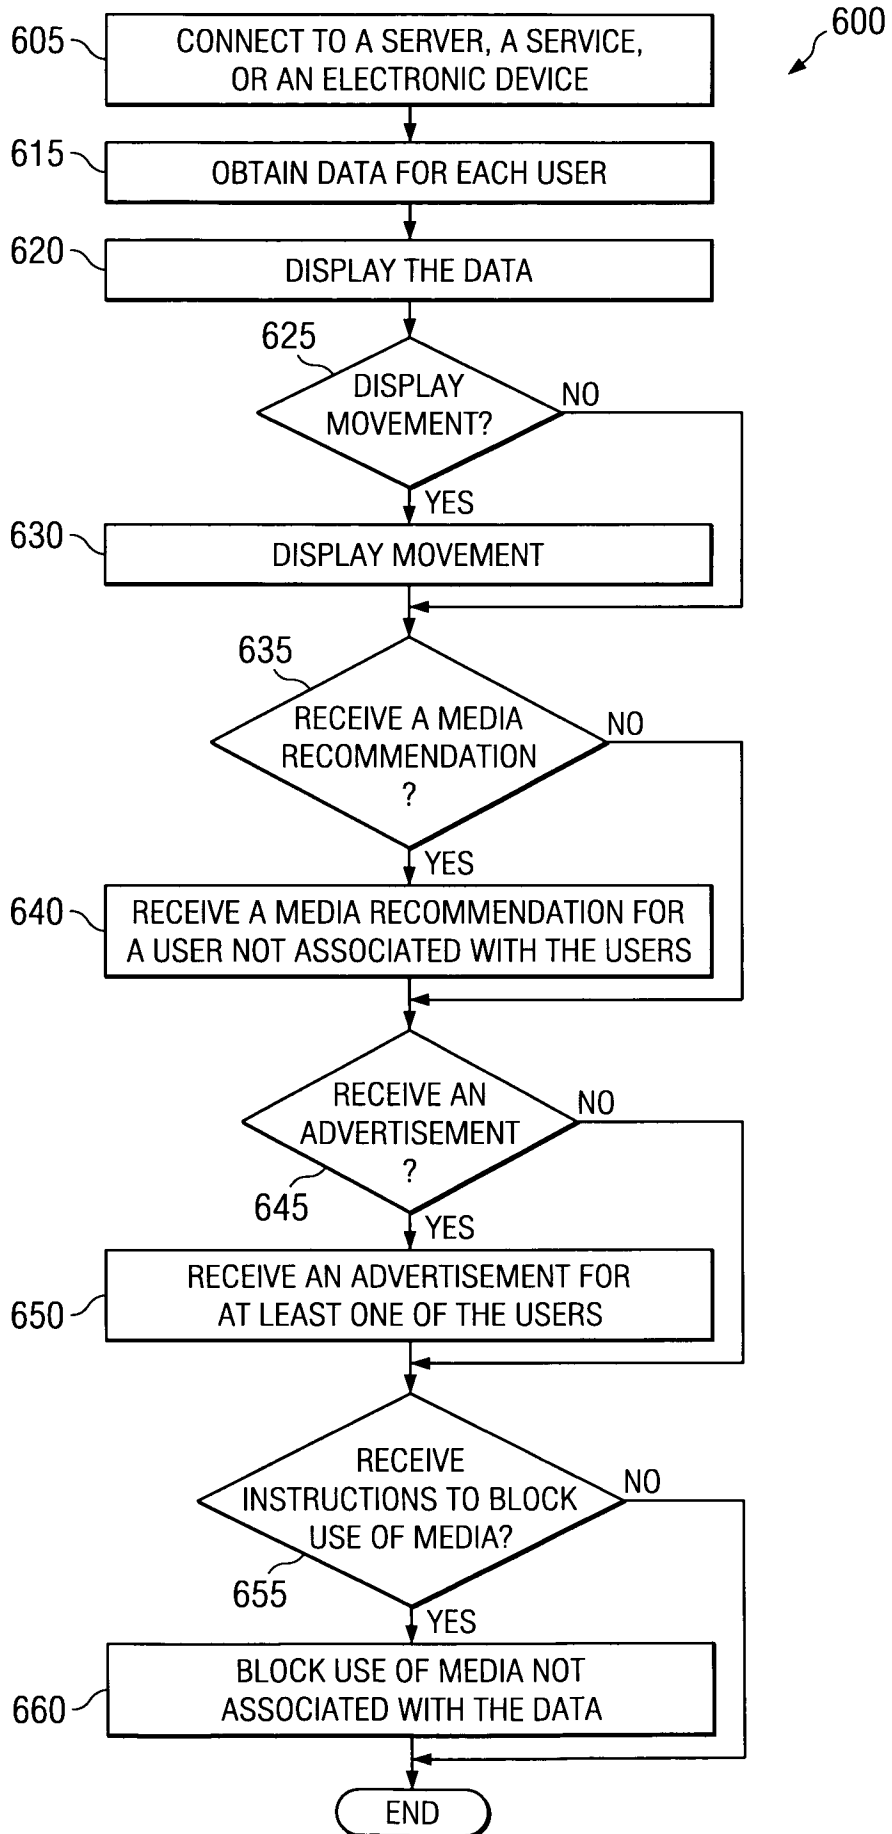 600
605
CONNECT TO A SERVER, A SERVICE,
OR AN ELECTRONIC DEVICE
615
OBTAIN DATA FOR EACH USER
620
DISPLAY THE DATA
625
DISPLAY
MOVEMENT?
NO
YES
630
DISPLAY MOVEMENT
635
RECEIVE A MEDIA
RECOMMENDATION
?
NO
YES
640
RECEIVE A MEDIA RECOMMENDATION FOR
A USER NOT ASSOCIATED WITH THE USERS
RECEIVE AN
ADVERTISEMENT
?
NO
645
YES
650
RECEIVE AN ADVERTISEMENT FOR
AT LEAST ONE OF THE USERS
RECEIVE
INSTRUCTIONS TO BLOCK
USE OF MEDIA?
NO
655
YES
660
BLOCK USE OF MEDIA NOT
ASSOCIATED WITH THE DATA
END